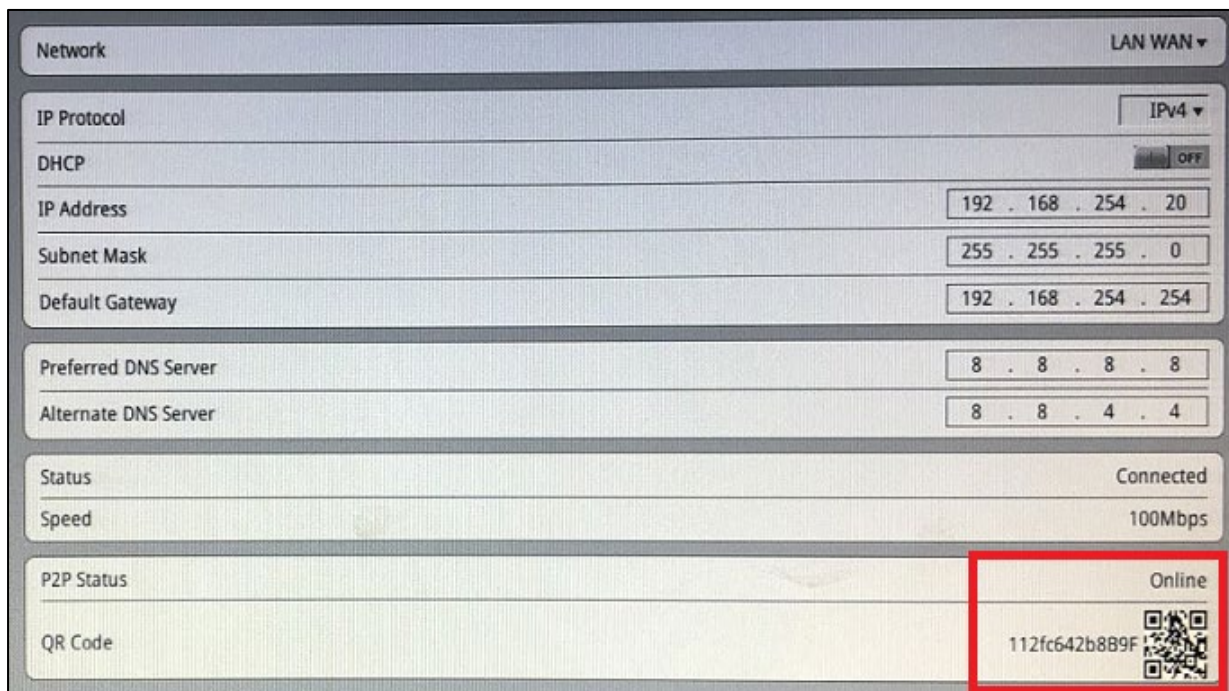 Network LAN WAN
IP Protocol IPv4
DHCP OFF
IP Address 192 . 168 . 254 . 20
Subnet Mask 255 . 255 . 255 . 0
Default Gateway 192 . 168 . 254 . 254
Preferred DNS Server 8 . 8 . 8 . 8
Alternate DNS Server 8 . 8 . 4 . 4
Status Connected
Speed 100Mbps
P2P Status Online
QR Code 112fc642b8B9F